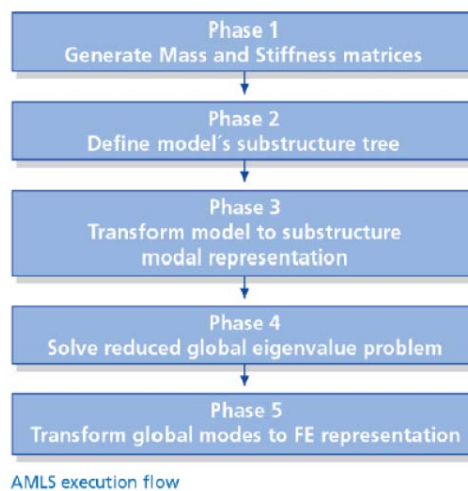 Phase 1
Generate Mass and Stiffness matrices
Phase 2
Define model´s substructure tree
Phase 3
Transform model to substructure
modal representation
Phase 4
Solve reduced global eigenvalue problem
Phase 5
Transform global modes to FE representation
AMLS execution flow